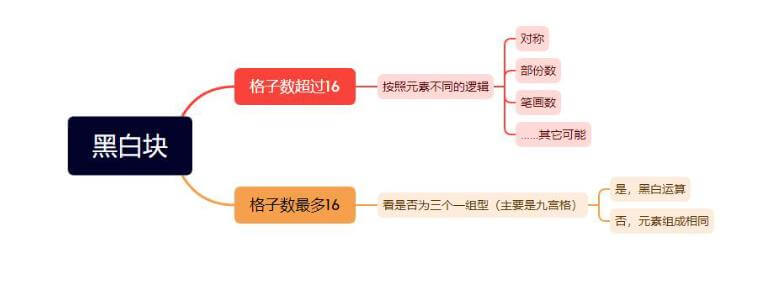 黑白块
格子数超过16
按照元素不同的逻辑
对称
部份数
笔画数
……其它可能
格子数最多16
看是否为三个一组型（主要是九宫格）
是，黑白运算
否，元素组成相同